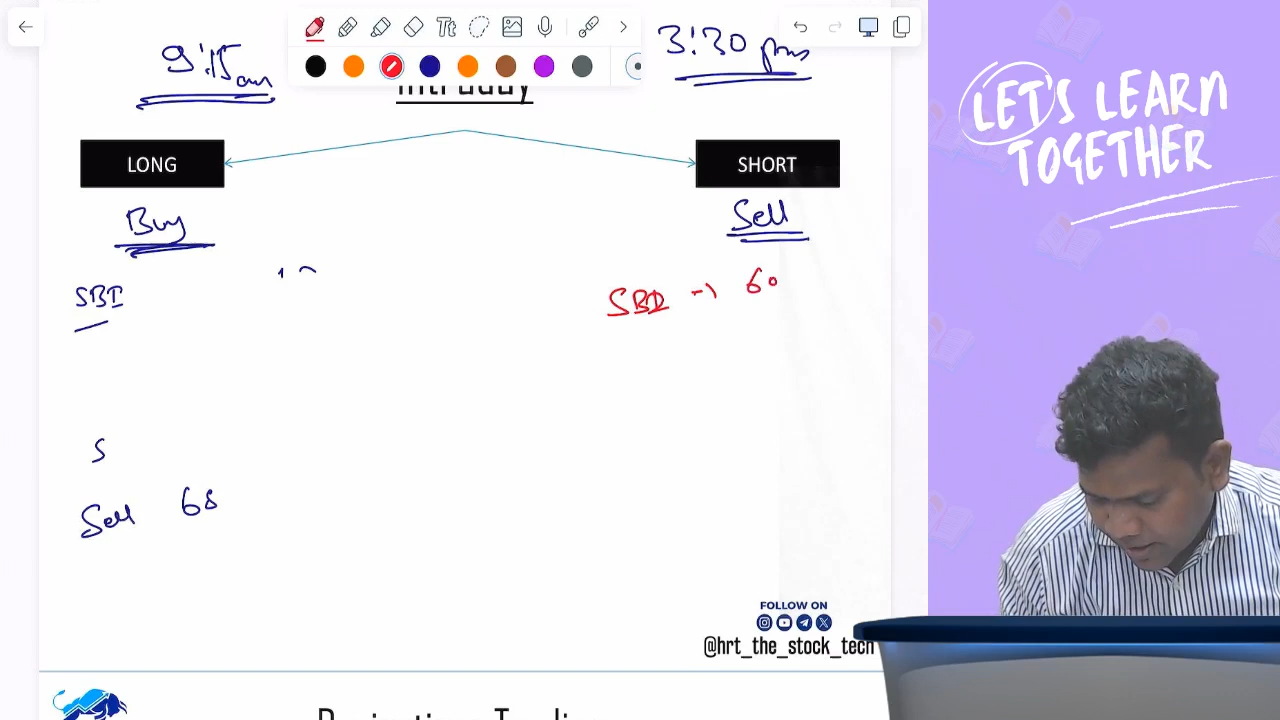 9:15 am
3:30 pm
Tt
Intraday
LONG
SHORT
Buy
Sell
SBI
SBI → 60
S
Sell 68
FOLLOW ON
@hrt_the_stock_tech
LET'S LEARN
TOGETHER